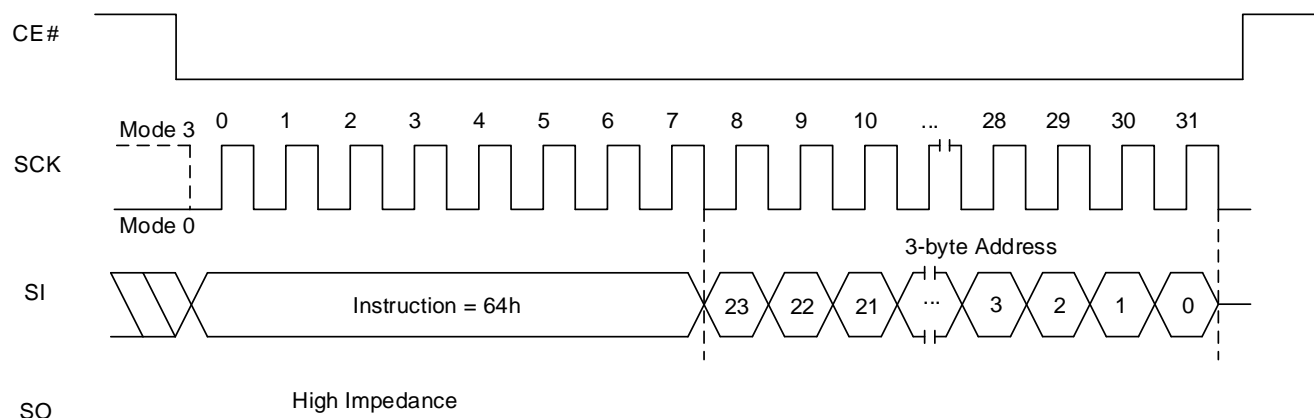 CE#
Mode 3 0 1 2 3 4 5 6 7 8 9 10 ... 28 29 30 31
SCK
Mode 0
3-byte Address
SI Instruction = 64h 23 22 21 ... 3 2 1 0
High Impedance
SO